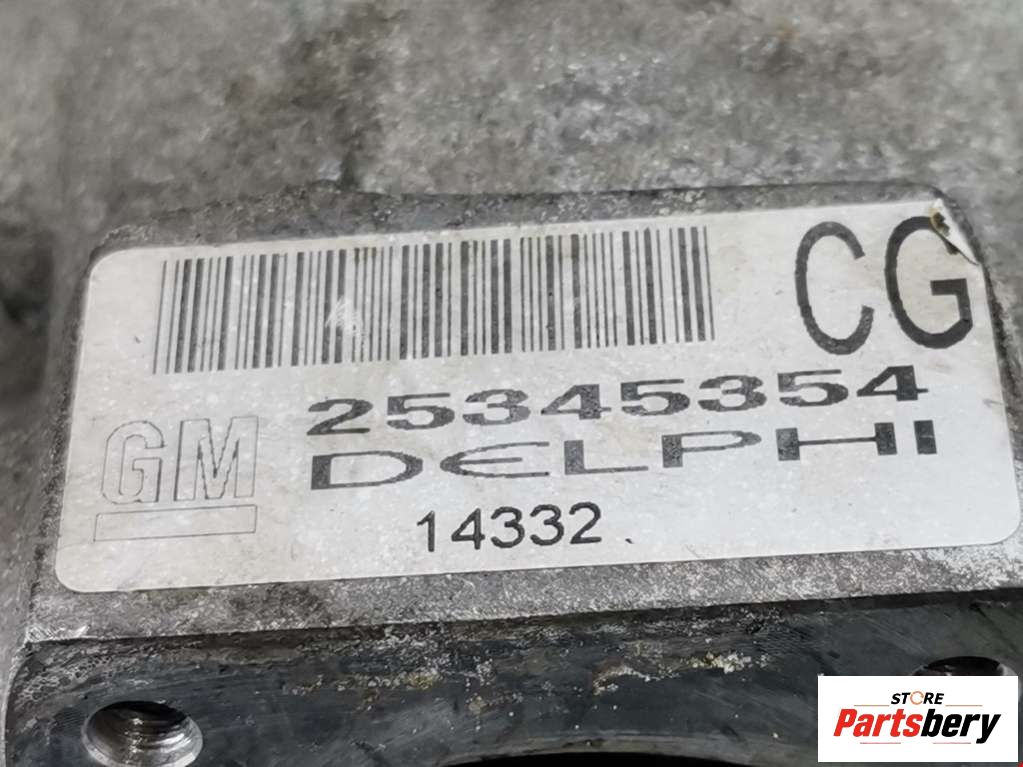 CG
25345354
GM
DELPHI
14332
STORE
Partsbery